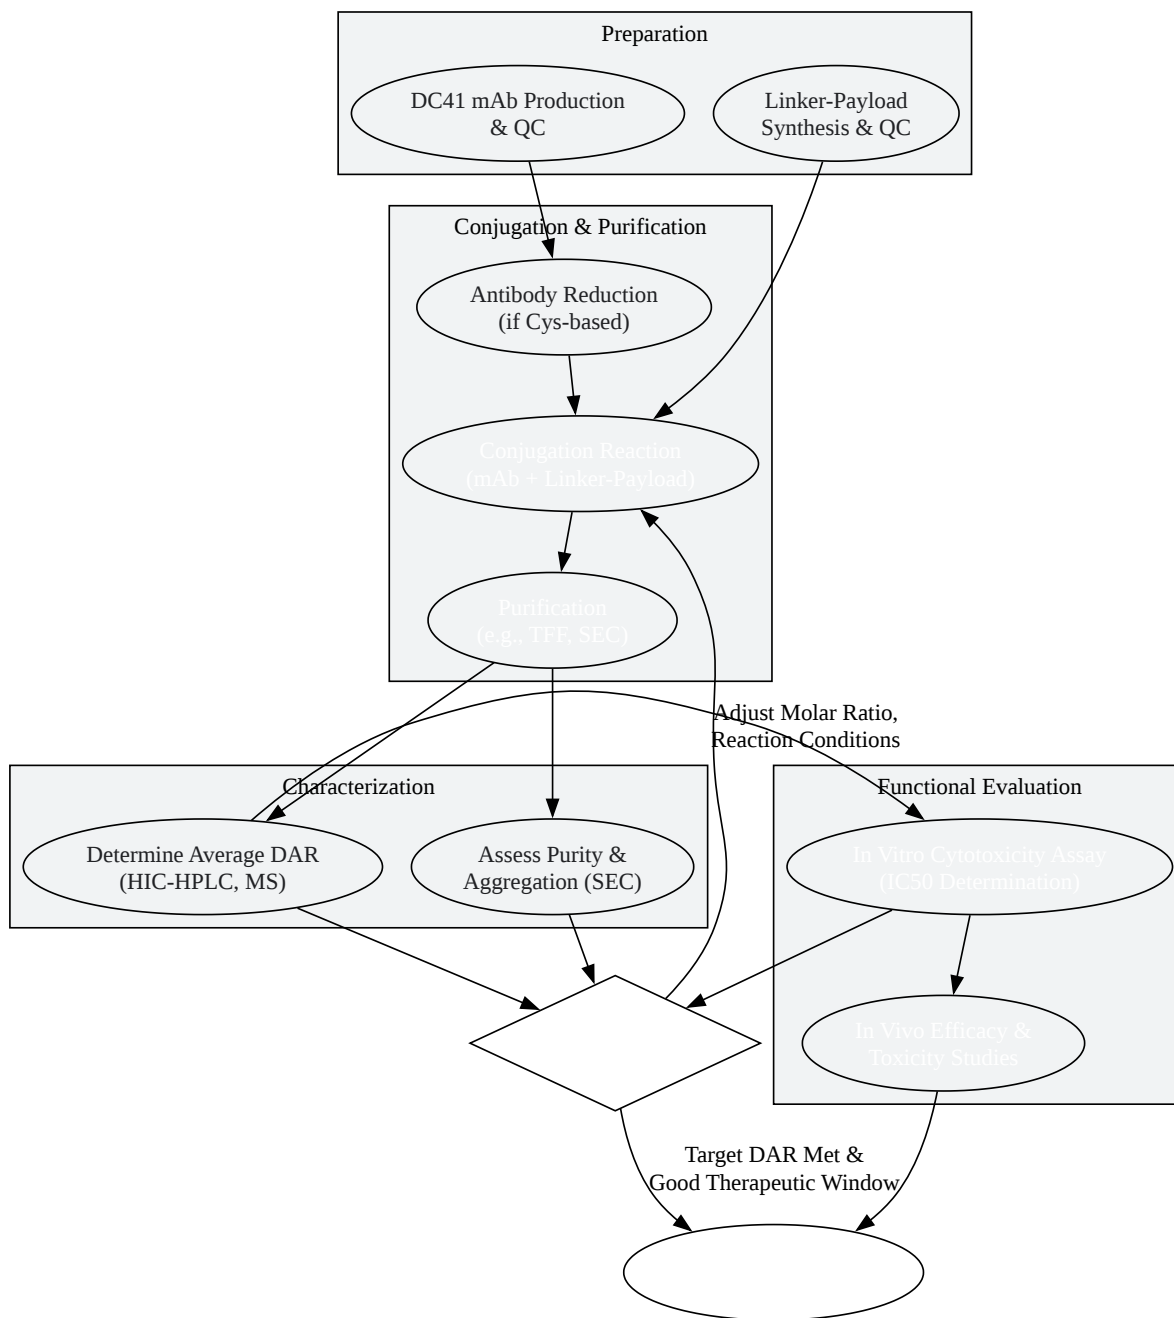 Preparation
DC41 mAb Production
& QC
Linker-Payload
Synthesis & QC
Conjugation & Purification
Antibody Reduction
(if Cys-based)
Conjugation Reaction
(mAb + Linker-Payload)
Purification
(e.g., TFF, SEC)
Adjust Molar Ratio,
Reaction Conditions
Characterization
Determine Average DAR
(HIC-HPLC, MS)
Assess Purity &
Aggregation (SEC)
Functional Evaluation
In Vitro Cytotoxicity Assay
(IC50 Determination)
In Vivo Efficacy &
Toxicity Studies
Target DAR Met &
Good Therapeutic Window